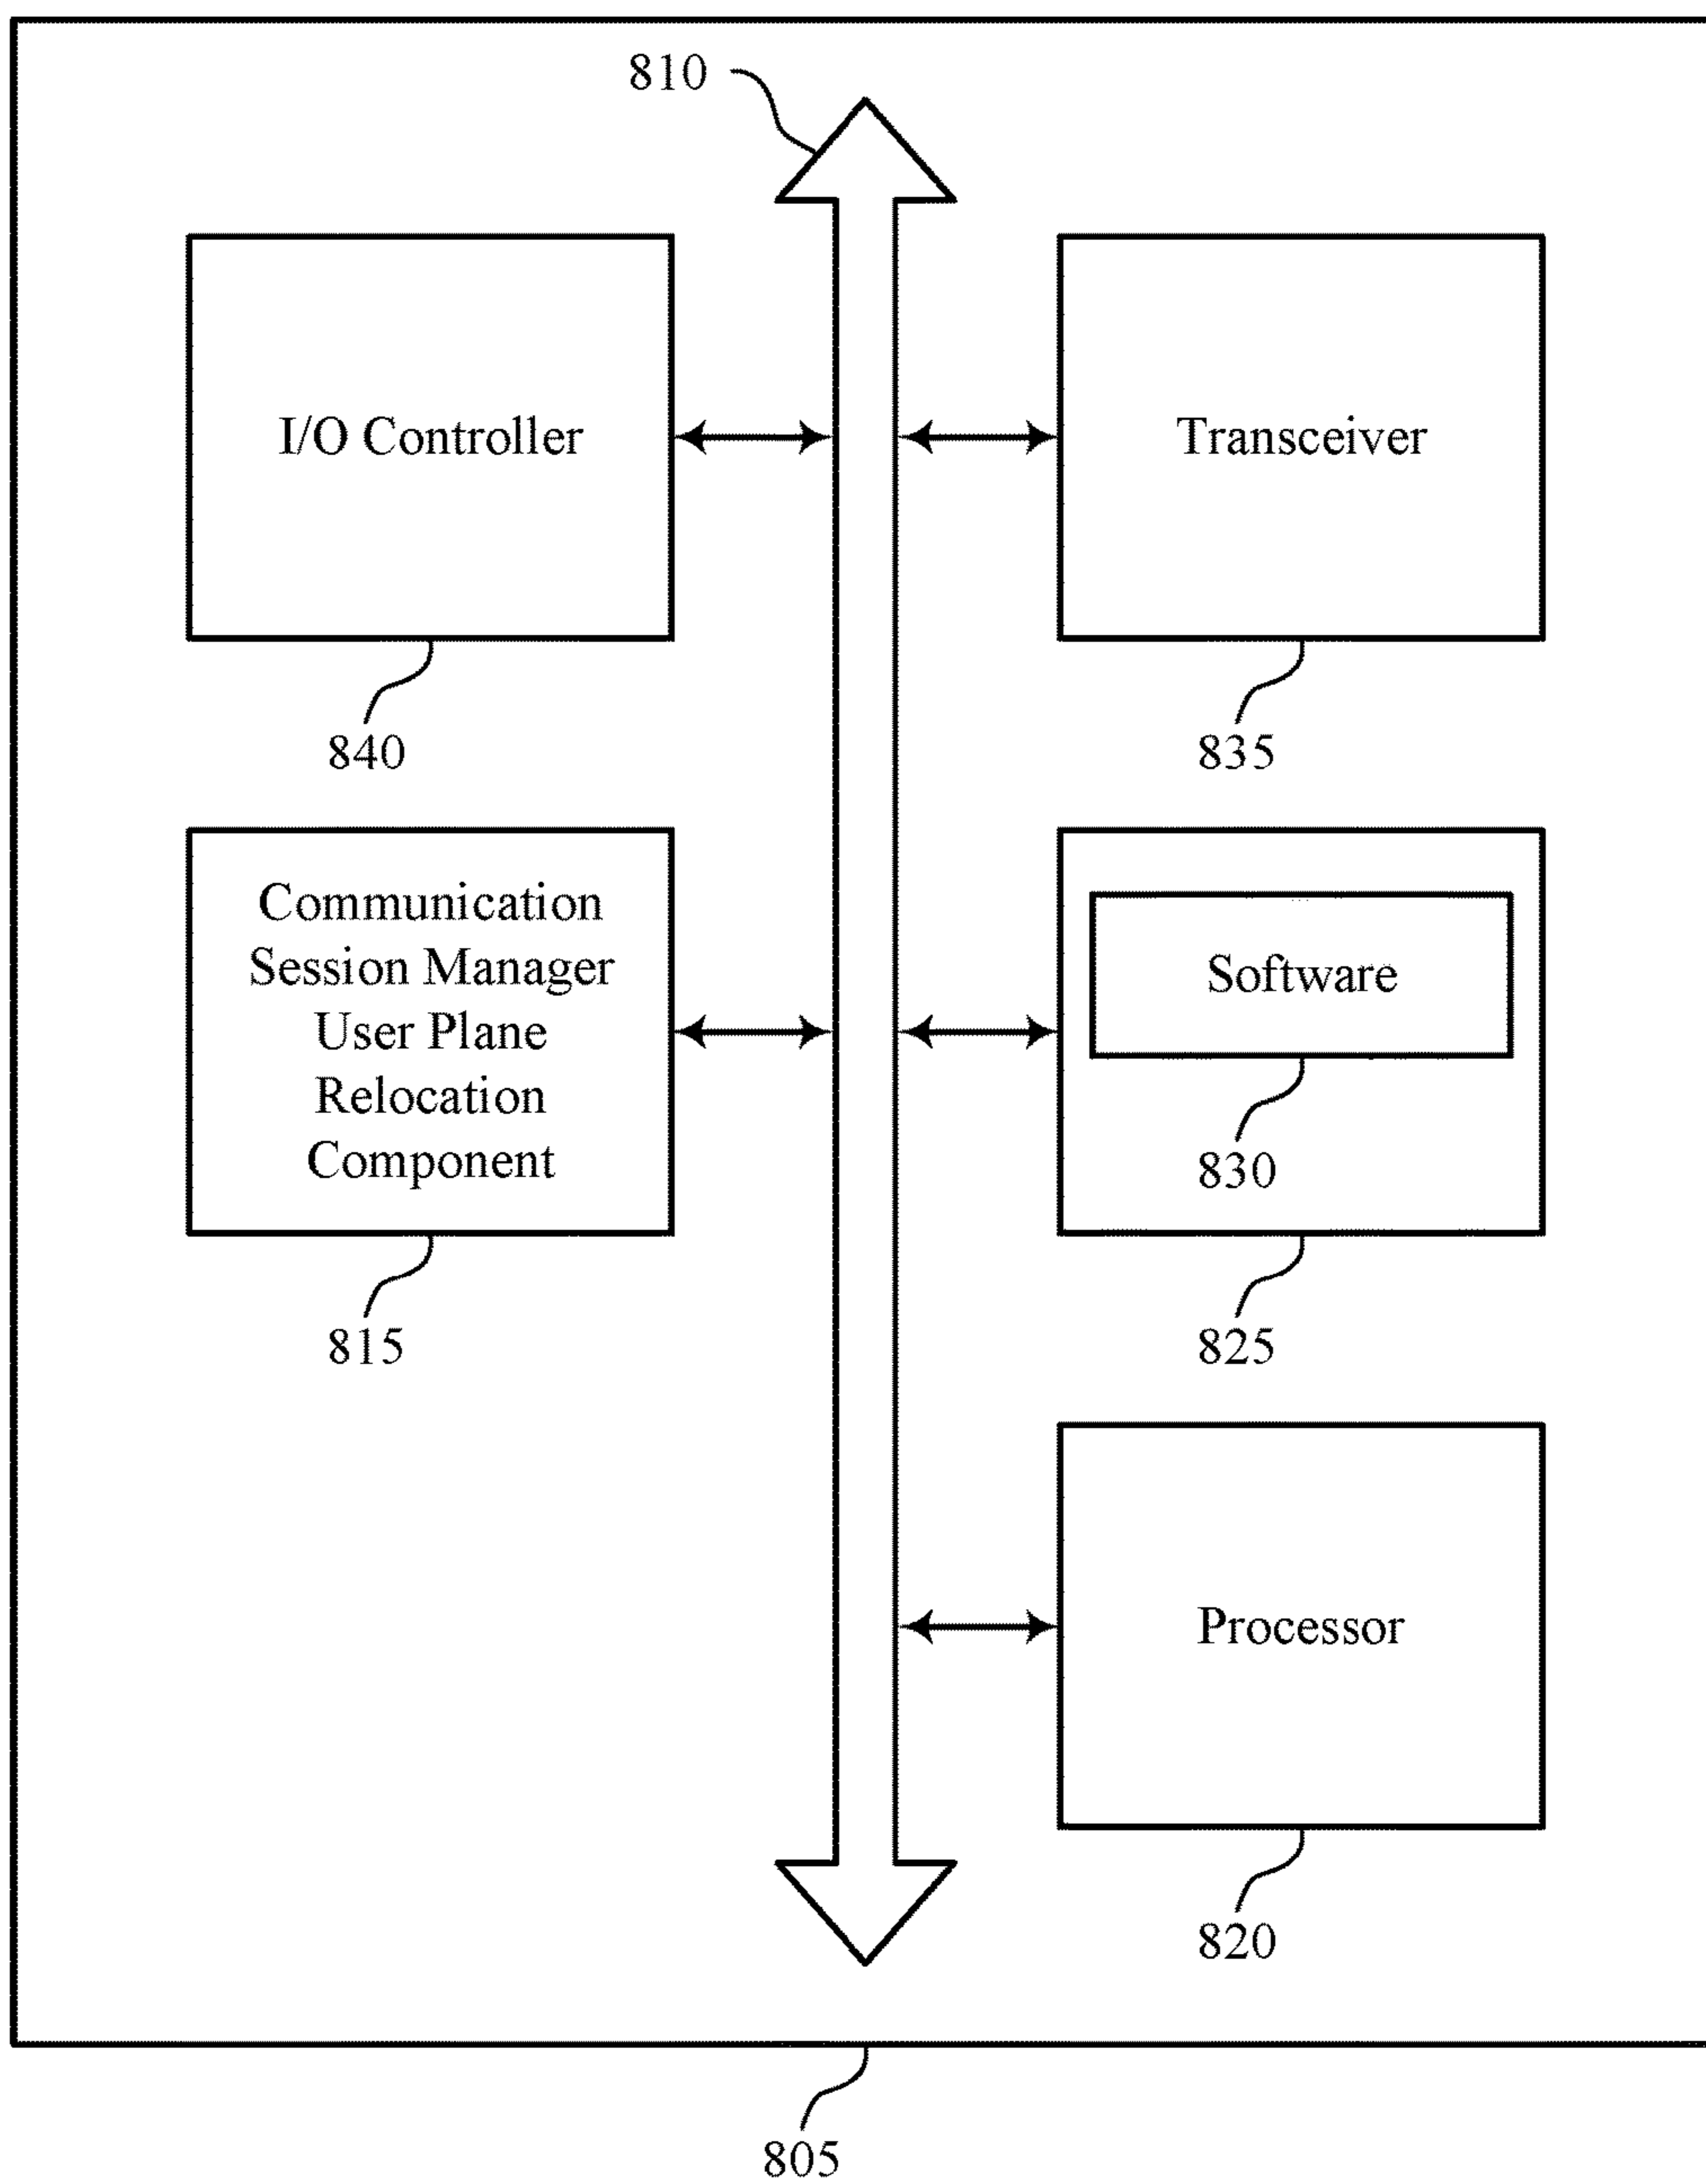 810
I/O Controller
Transceiver
840
835
Communication
Session Manager
User Plane
Relocation
Component
Software
830
815
825
Processor
820
805